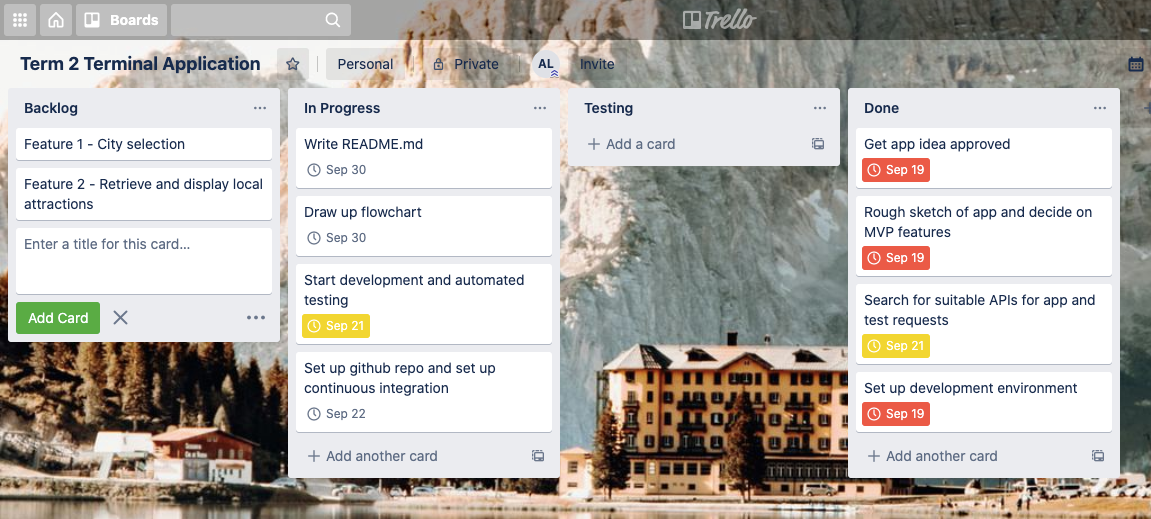 Boards
Trello
Term 2 Terminal Application
Personal
Private
AL
Invite
Backlog
Feature 1 - City selection
Feature 2 - Retrieve and display local
attractions
Enter a title for this card...
Add Card
In Progress
Write README.md
Sep 30
Draw up flowchart
Sep 30
Start development and automated
testing
Sep 21
Set up github repo and set up
continuous integration
Sep 22
Add another card
Testing
Add a card
Done
Get app idea approved
Sep 19
Rough sketch of app and decide on
MVP features
Sep 19
Search for suitable APIs for app and
test requests
Sep 21
Set up development environment
Sep 19
Add another card